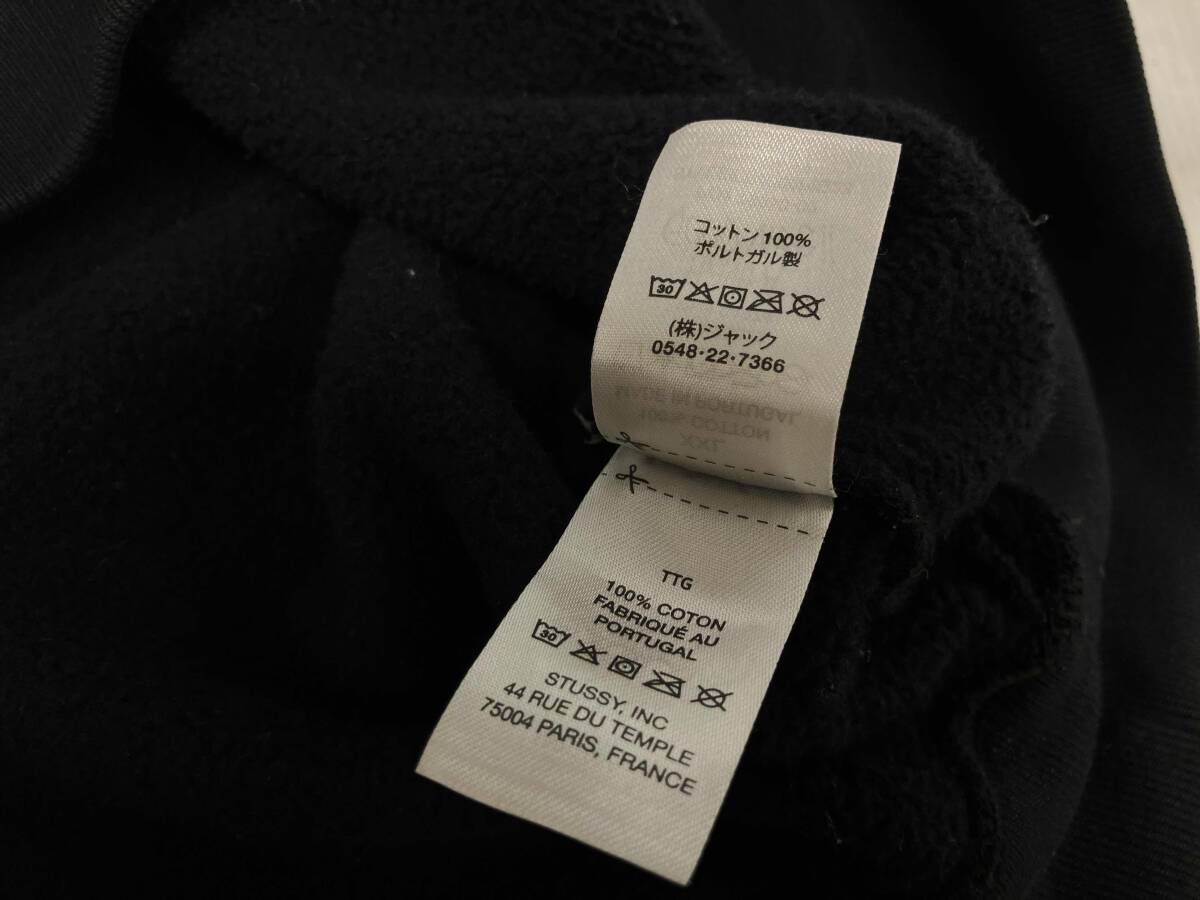 コットン 100%
ポルトガル製
30
(株)ジャック
0548・22・7366
MADE IN PORTUGAL
100% COTTON
XXL
TTG
100% COTON
FABRIQUÉ AU
PORTUGAL
30
STUSSY, INC
44 RUE DU TEMPLE
75004 PARIS, FRANCE